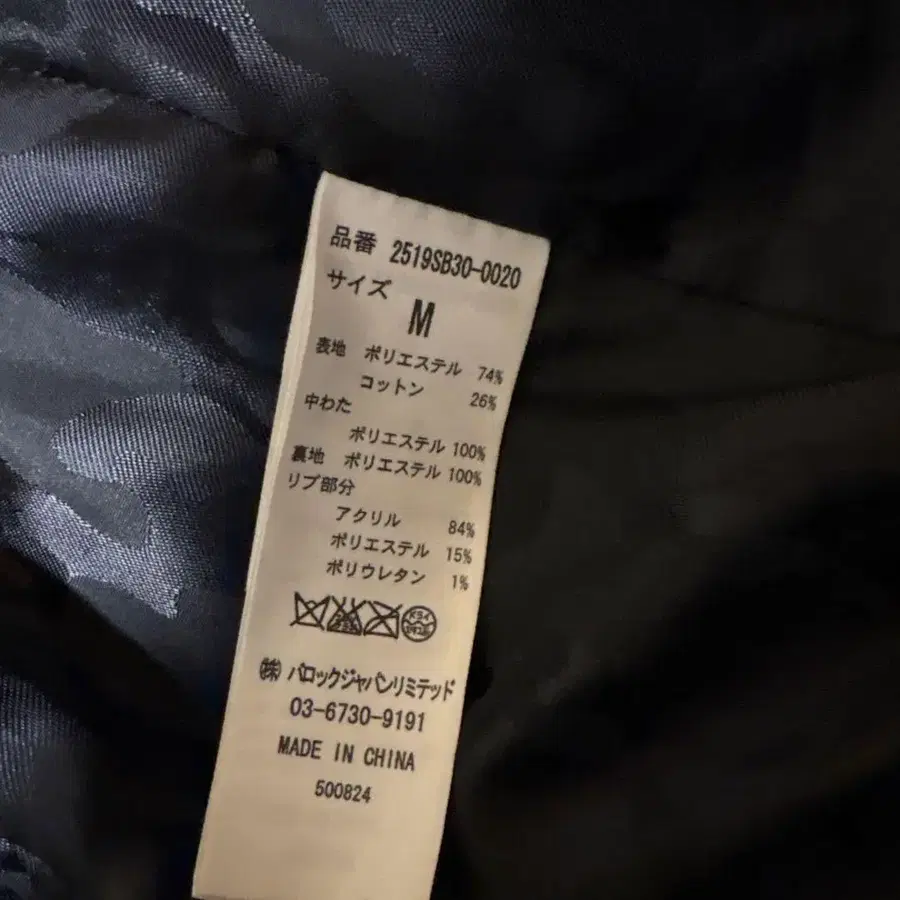 品番 2519SB30-0020
サイズ
M
表地 ポリエステル 74%
コットン 26%
中わた
ポリエステル 100%
裏地 ポリエステル 100%
リブ部分
アクリル 84%
ポリエステル 15%
ポリウレタン 1%
ドライ
㈱ バロックジャパンリミテッド
03-6730-9191
MADE IN CHINA
500824